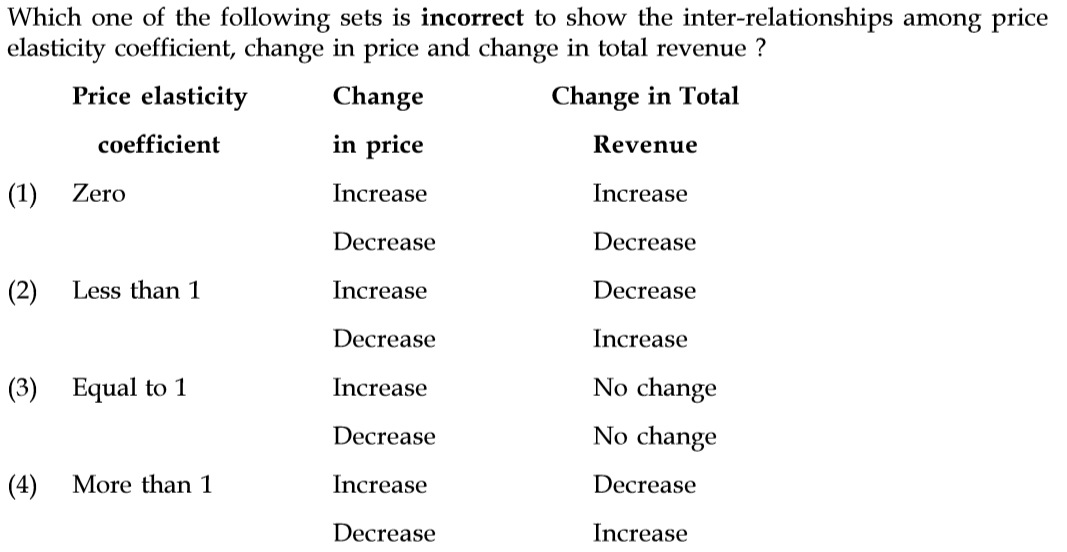 Which one of the following sets is incorrect to show the inter-relationships among price
elasticity coefficient, change in price and change in total revenue ?
Price elasticity Change Change in Total
coefficient in price Revenue
(1) Zero Increase Increase
Decrease Decrease
(2) Less than 1 Increase Decrease
Decrease Increase
(3) Equal to 1 Increase No change
Decrease No change
(4) More than 1 Increase Decrease
Decrease Increase